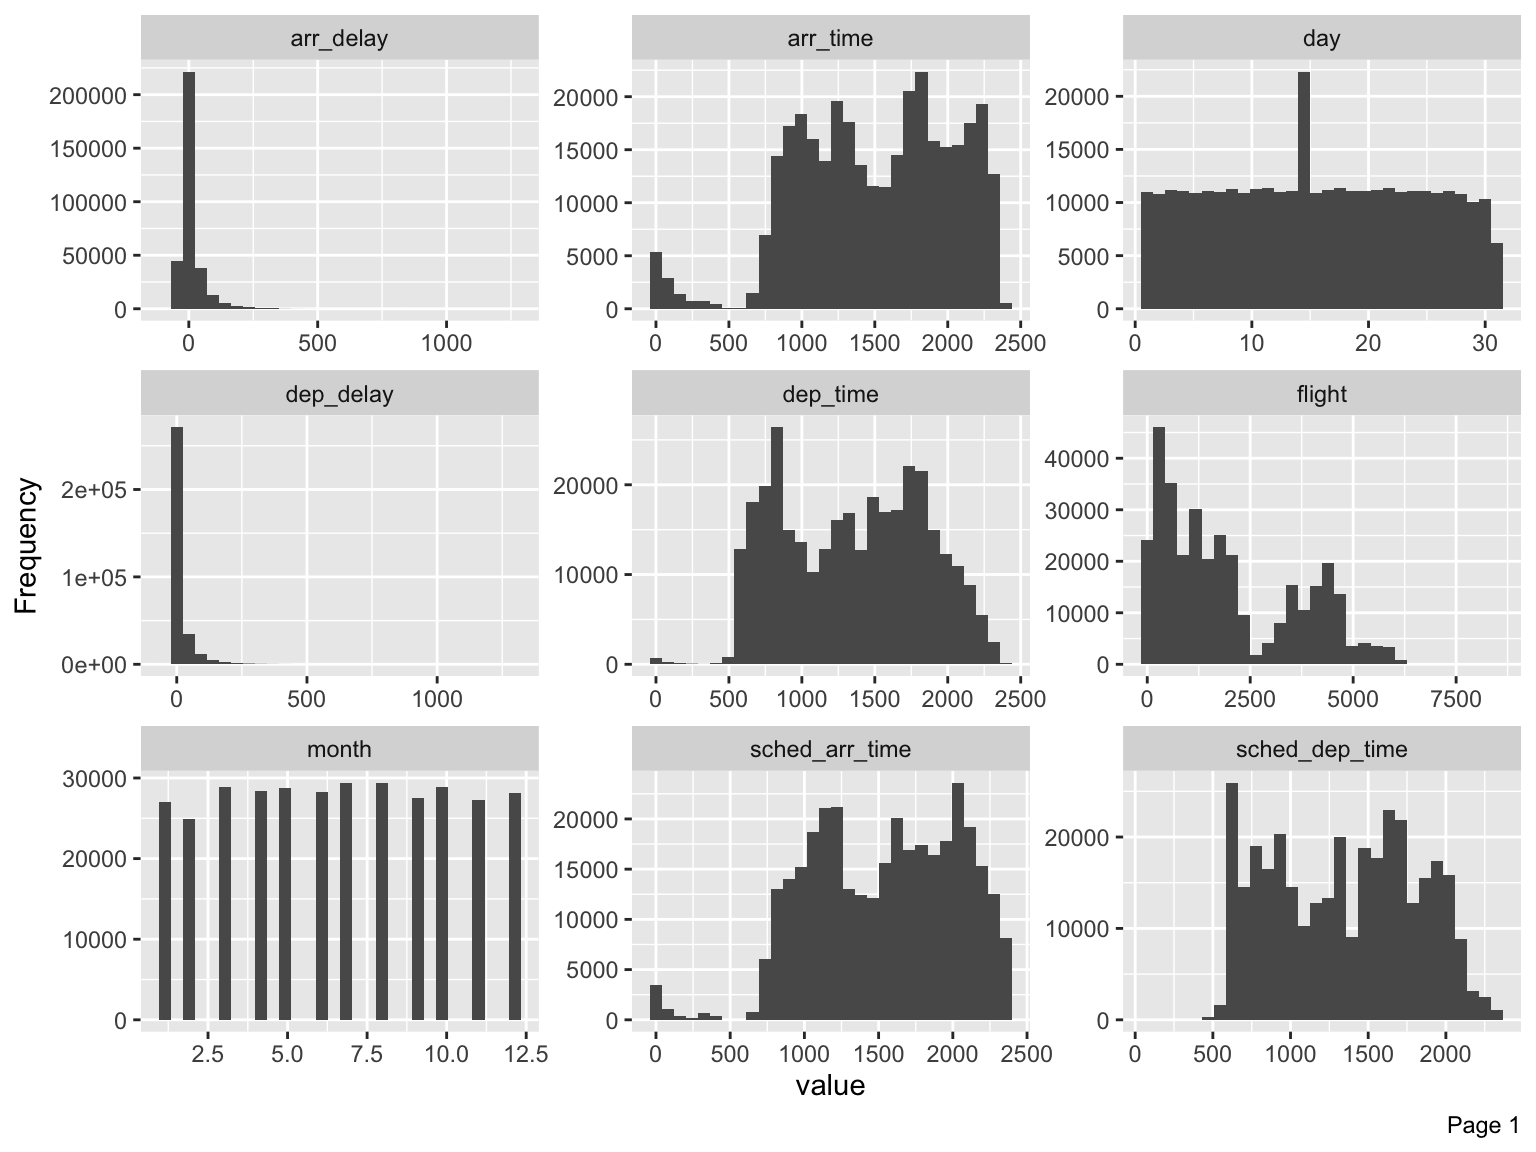 arr_delay arr_time day
200000
150000
100000
50000
0
0 500 1000
20000
15000
10000
5000
0
0 500 1000 1500 2000 2500
20000
15000
10000
5000
0
0 10 20 30
Frequency
dep_delay dep_time flight
2e+05
1e+05
0e+00
0 500 1000
20000
10000
0
0 500 1000 1500 2000 2500
40000
30000
20000
10000
0
0 2500 5000 7500
month sched_arr_time sched_dep_time
30000
20000
10000
0
2.5 5.0 7.5 10.0 12.5
20000
15000
10000
5000
0
0 500 1000 1500 2000 2500
20000
10000
0
0 500 1000 1500 2000
value
Page 1